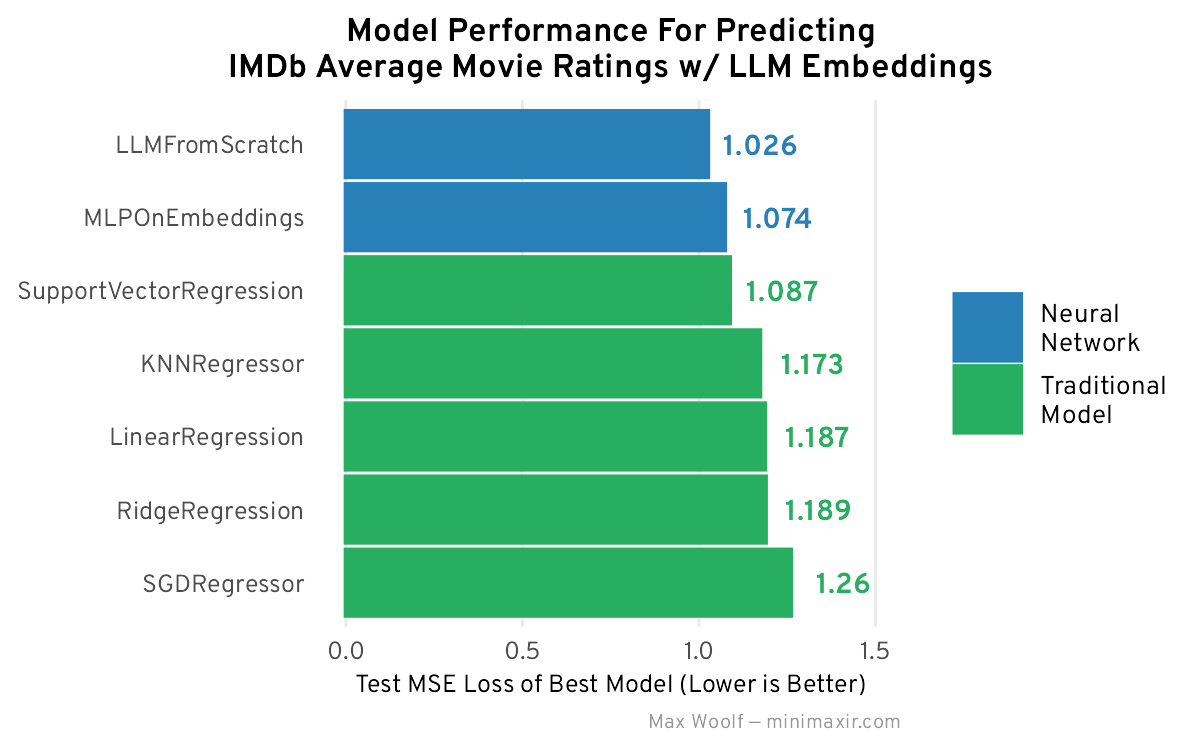 Model Performance For Predicting
IMDb Average Movie Ratings w/ LLM Embeddings
LLMFromScratch
1.026
MLPOnEmbeddings
1.074
SupportVectorRegression
1.087
KNNRegressor
1.173
LinearRegression
1.187
RidgeRegression
1.189
SGDRegressor
1.26
Neural
Network
Traditional
Model
0.0 0.5 1.0 1.5
Test MSE Loss of Best Model (Lower is Better)
Max Woolf — minimaxir.com